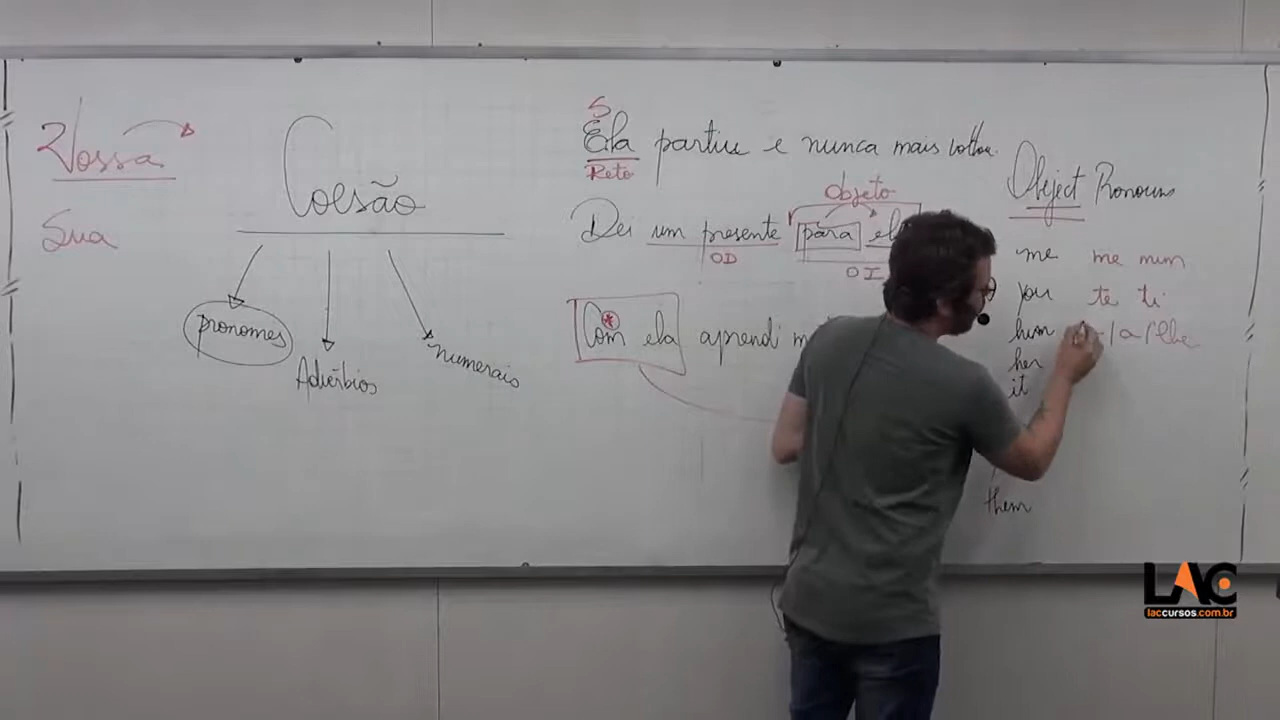 Vossa
Sua
Coesão
pronomes
Advérbios
numerais
S
Ela partiu e nunca mais voltou.
Reto
Objeto
Dei um presente para ela
OD
OI
Com ela aprendi
*
Object Pronouns
me me mim
you te ti
him o/a/lhe
her
it
them
LAC
laccursos.com.br